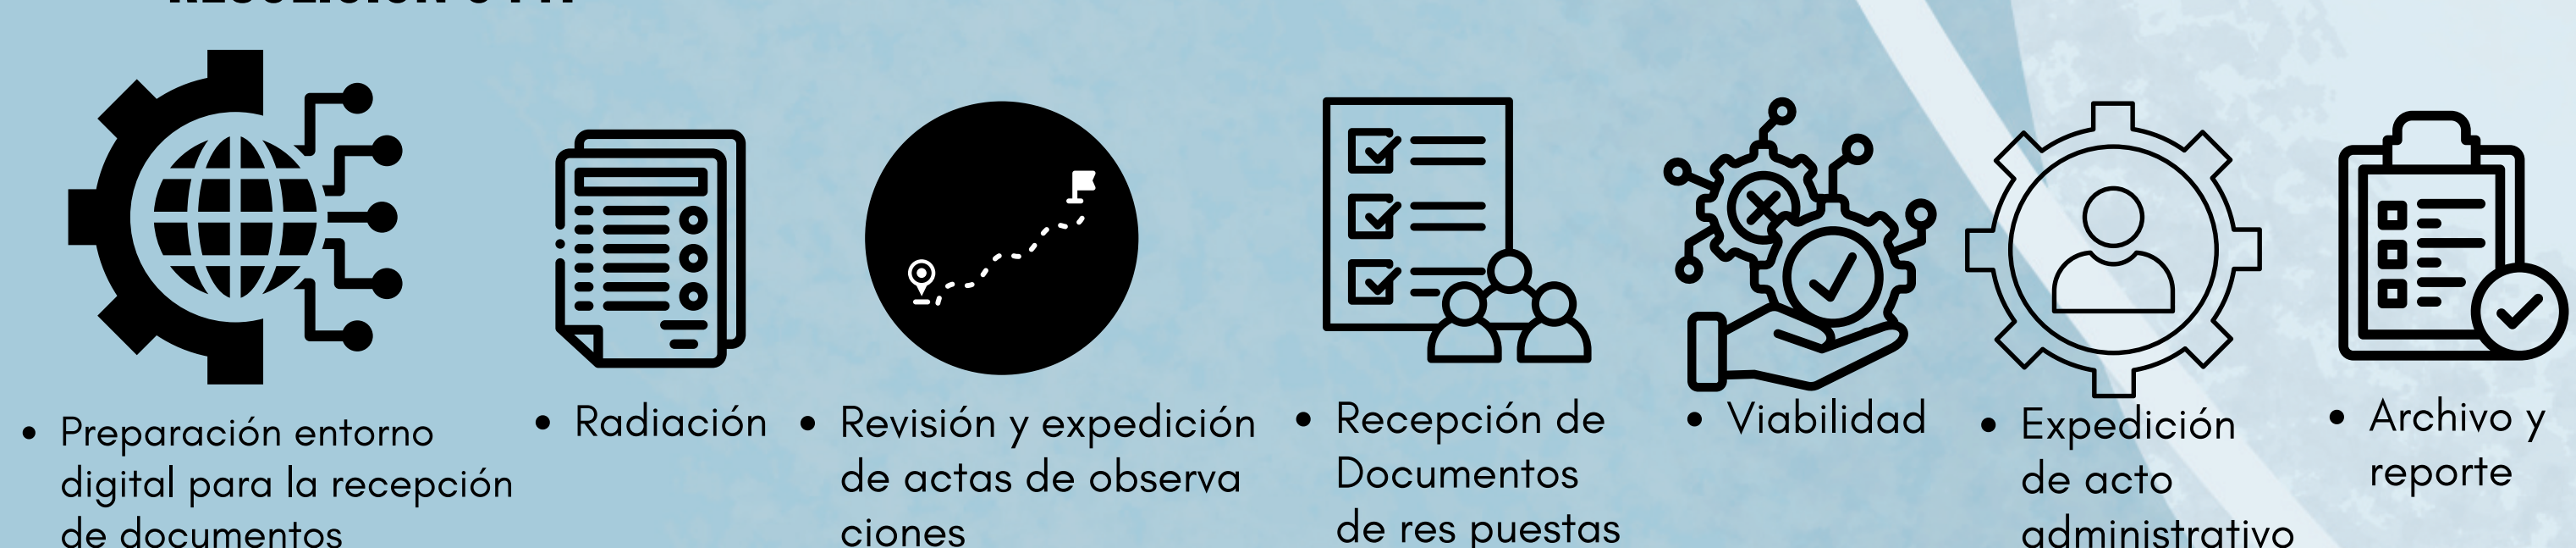 Preparación entorno
digital para la recepción
de documentos
Radiación
Revisión y expedición
de actas de observa
ciones
Recepción de
Documentos
de res puestas
Viabilidad
Expedición
de acto
administrativo
Archivo y
reporte